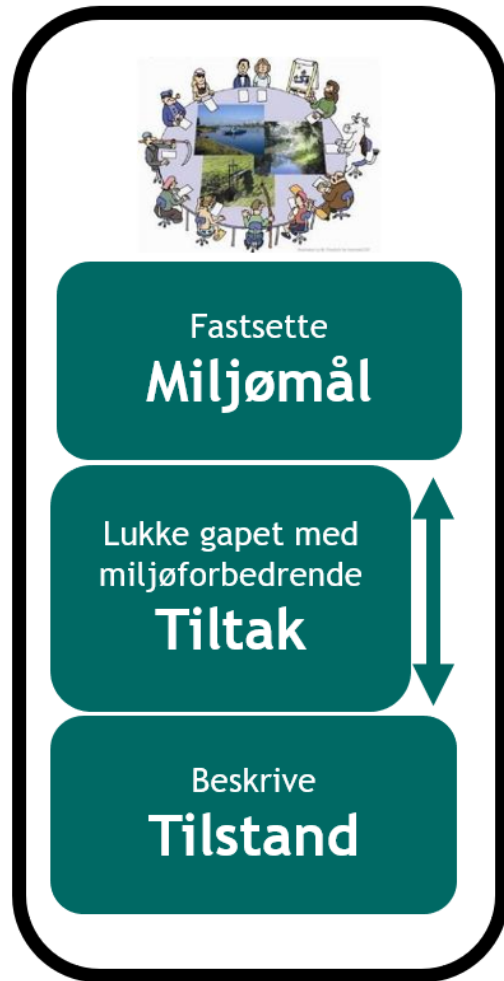 Fastsette
Miljømål
Lukke gapet med
miljøforbedrende
Tiltak
Beskrive
Tilstand